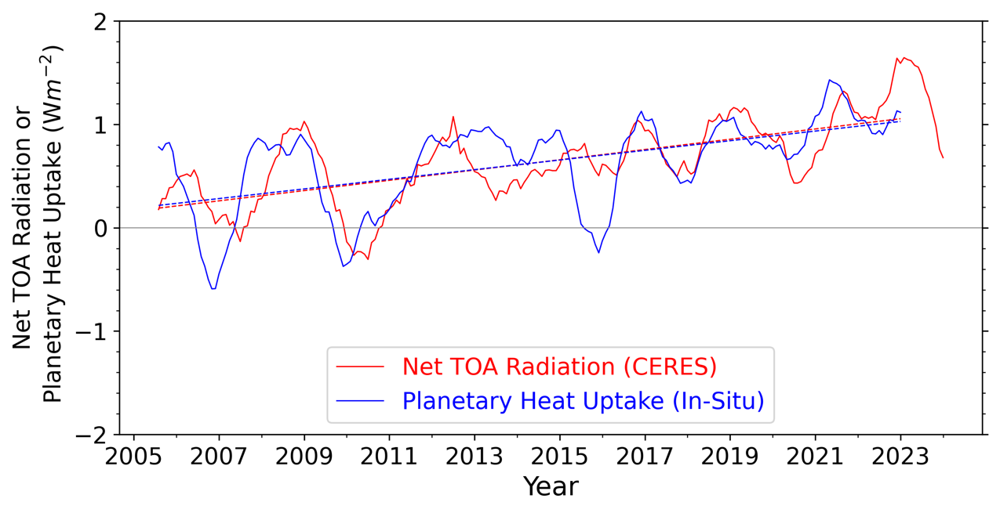 Net TOA Radiation or
Planetary Heat Uptake (Wm⁻²)
2
1
0
−1
−2
Net TOA Radiation (CERES)
Planetary Heat Uptake (In-Situ)
2005 2007 2009 2011 2013 2015 2017 2019 2021 2023
Year